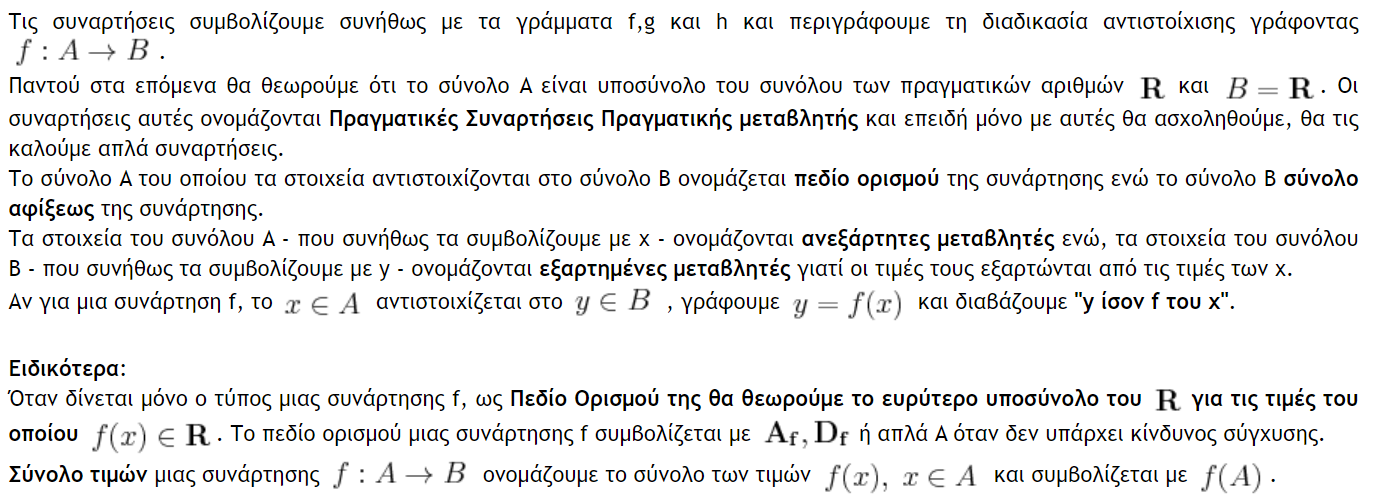 Τις συναρτήσεις συμβολίζουμε συνήθως με τα γράμματα f,g και h και περιγράφουμε τη διαδικασία αντιστοίχισης γράφοντας
f : A → B .
Παντού στα επόμενα θα θεωρούμε ότι το σύνολο Α είναι υποσύνολο του συνόλου των πραγματικών αριθμών R και B = R . Οι
συναρτήσεις αυτές ονομάζονται Πραγματικές Συναρτήσεις Πραγματικής μεταβλητής και επειδή μόνο με αυτές θα ασχοληθούμε, θα τις
καλούμε απλά συναρτήσεις.
Το σύνολο Α του οποίου τα στοιχεία αντιστοιχίζονται στο σύνολο Β ονομάζεται πεδίο ορισμού της συνάρτησης ενώ το σύνολο Β σύνολο
αφίξεως της συνάρτησης.
Τα στοιχεία του συνόλου Α - που συνήθως τα συμβολίζουμε με x - ονομάζονται ανεξάρτητες μεταβλητές ενώ, τα στοιχεία του συνόλου
Β - που συνήθως τα συμβολίζουμε με y - ονομάζονται εξαρτημένες μεταβλητές γιατί οι τιμές τους εξαρτώνται από τις τιμές των x.
Αν για μια συνάρτηση f, το x ∈ A αντιστοιχίζεται στο y ∈ B , γράφουμε y = f(x) και διαβάζουμε "y ίσον f του x".
Ειδικότερα:
Όταν δίνεται μόνο ο τύπος μιας συνάρτησης f, ως Πεδίο Ορισμού της θα θεωρούμε το ευρύτερο υποσύνολο του R για τις τιμές του
οποίου f(x) ∈ R . Το πεδίο ορισμού μιας συνάρτησης f συμβολίζεται με A_f, D_f ή απλά Α όταν δεν υπάρχει κίνδυνος σύγχυσης.
Σύνολο τιμών μιας συνάρτησης f : A → B ονομάζουμε το σύνολο των τιμών f(x), x ∈ A και συμβολίζεται με f(A) .